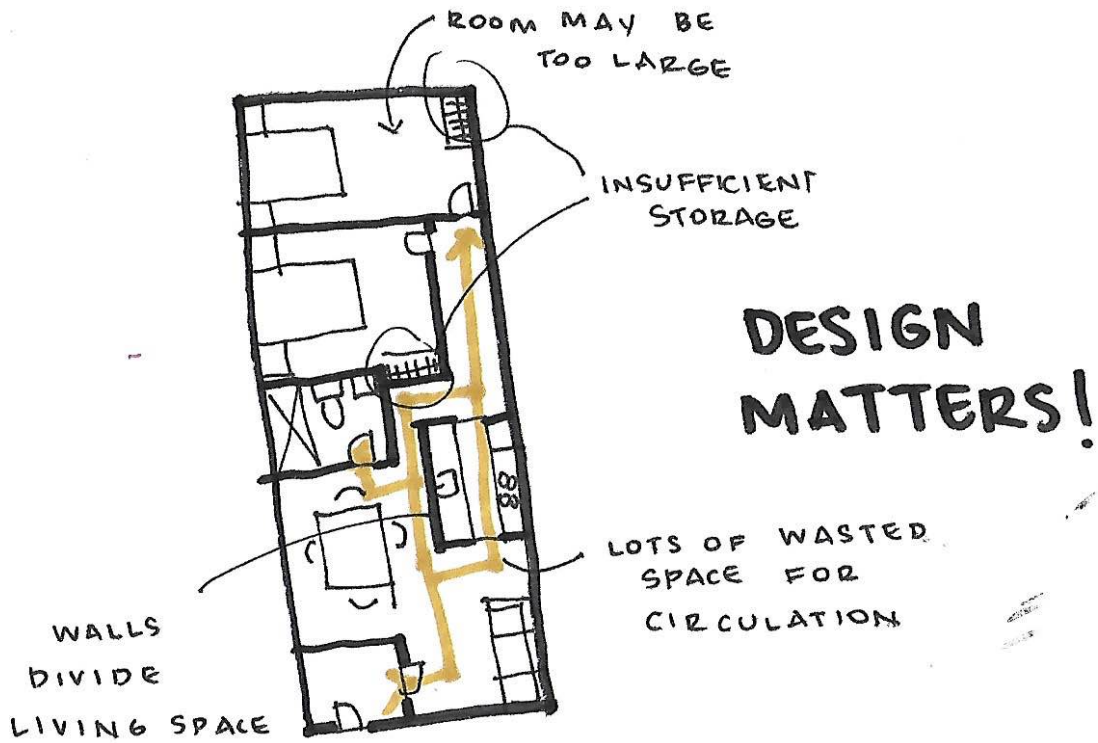 ROOM MAY BE
TOO LARGE
INSUFFICIENT
STORAGE
DESIGN
MATTERS!
LOTS OF WASTED
SPACE FOR
CIRCULATION
WALLS
DIVIDE
LIVING SPACE